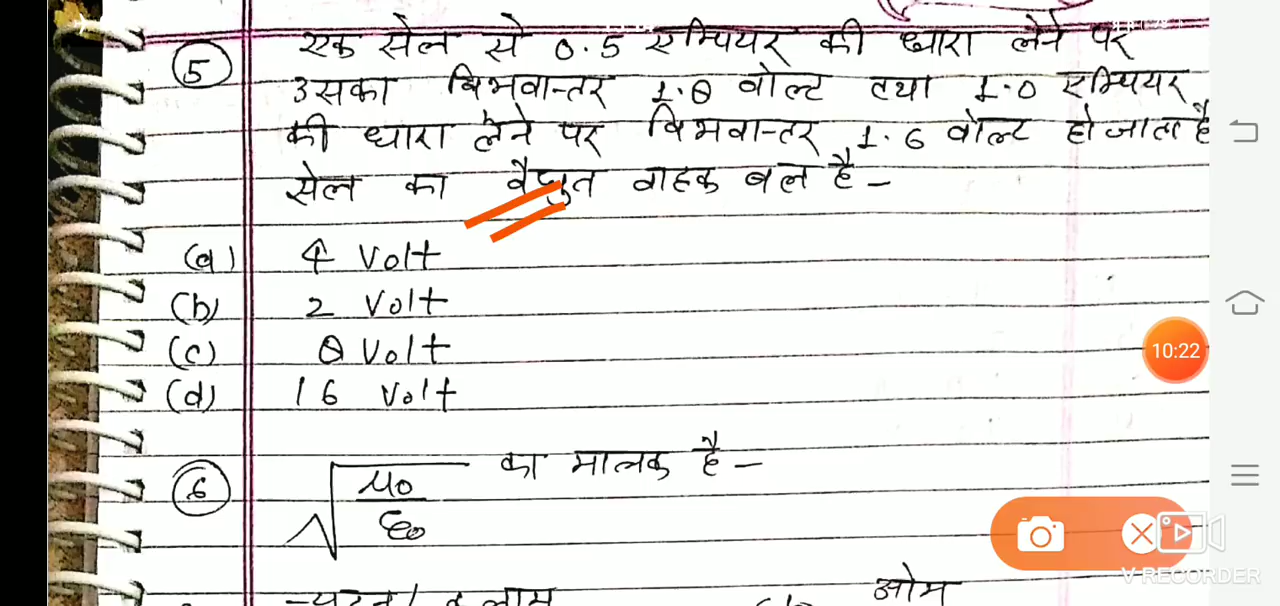 5 एक सेल से 0.5 एम्पियर की धारा लेने पर
उसका विभवान्तर 1.8 वोल्ट तथा 1.0 एम्पियर
की धारा लेने पर विभवान्तर 1.6 वोल्ट हो जाता है
सेल का वैद्युत वाहक बल है -
(a) 4 Volt
(b) 2 Volt
(c) 8 Volt
(d) 16 Volt
6 √(μ0/ε0) का मात्रक है -
ओम
10:22
V RECORDER